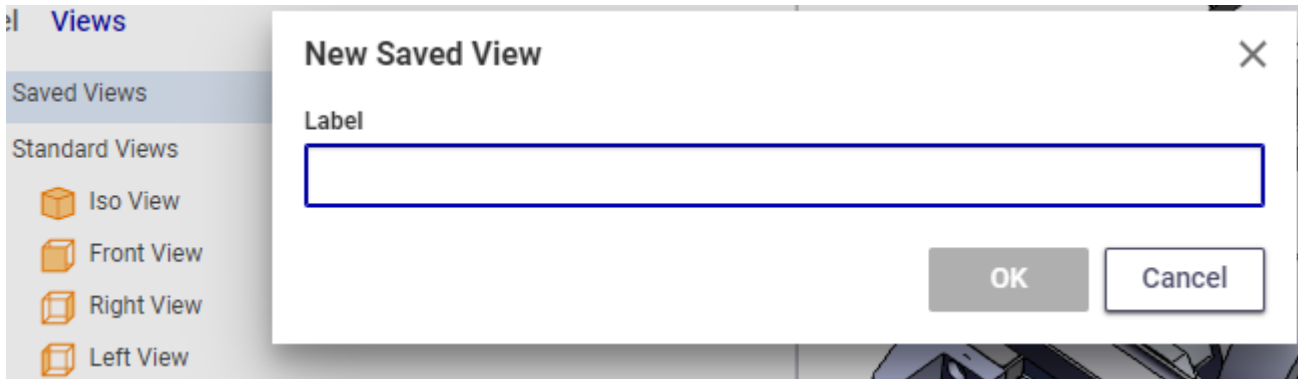 Views
New Saved View
Saved Views
Label
Standard Views
Iso View
Front View
Right View
Left View
OK
Cancel